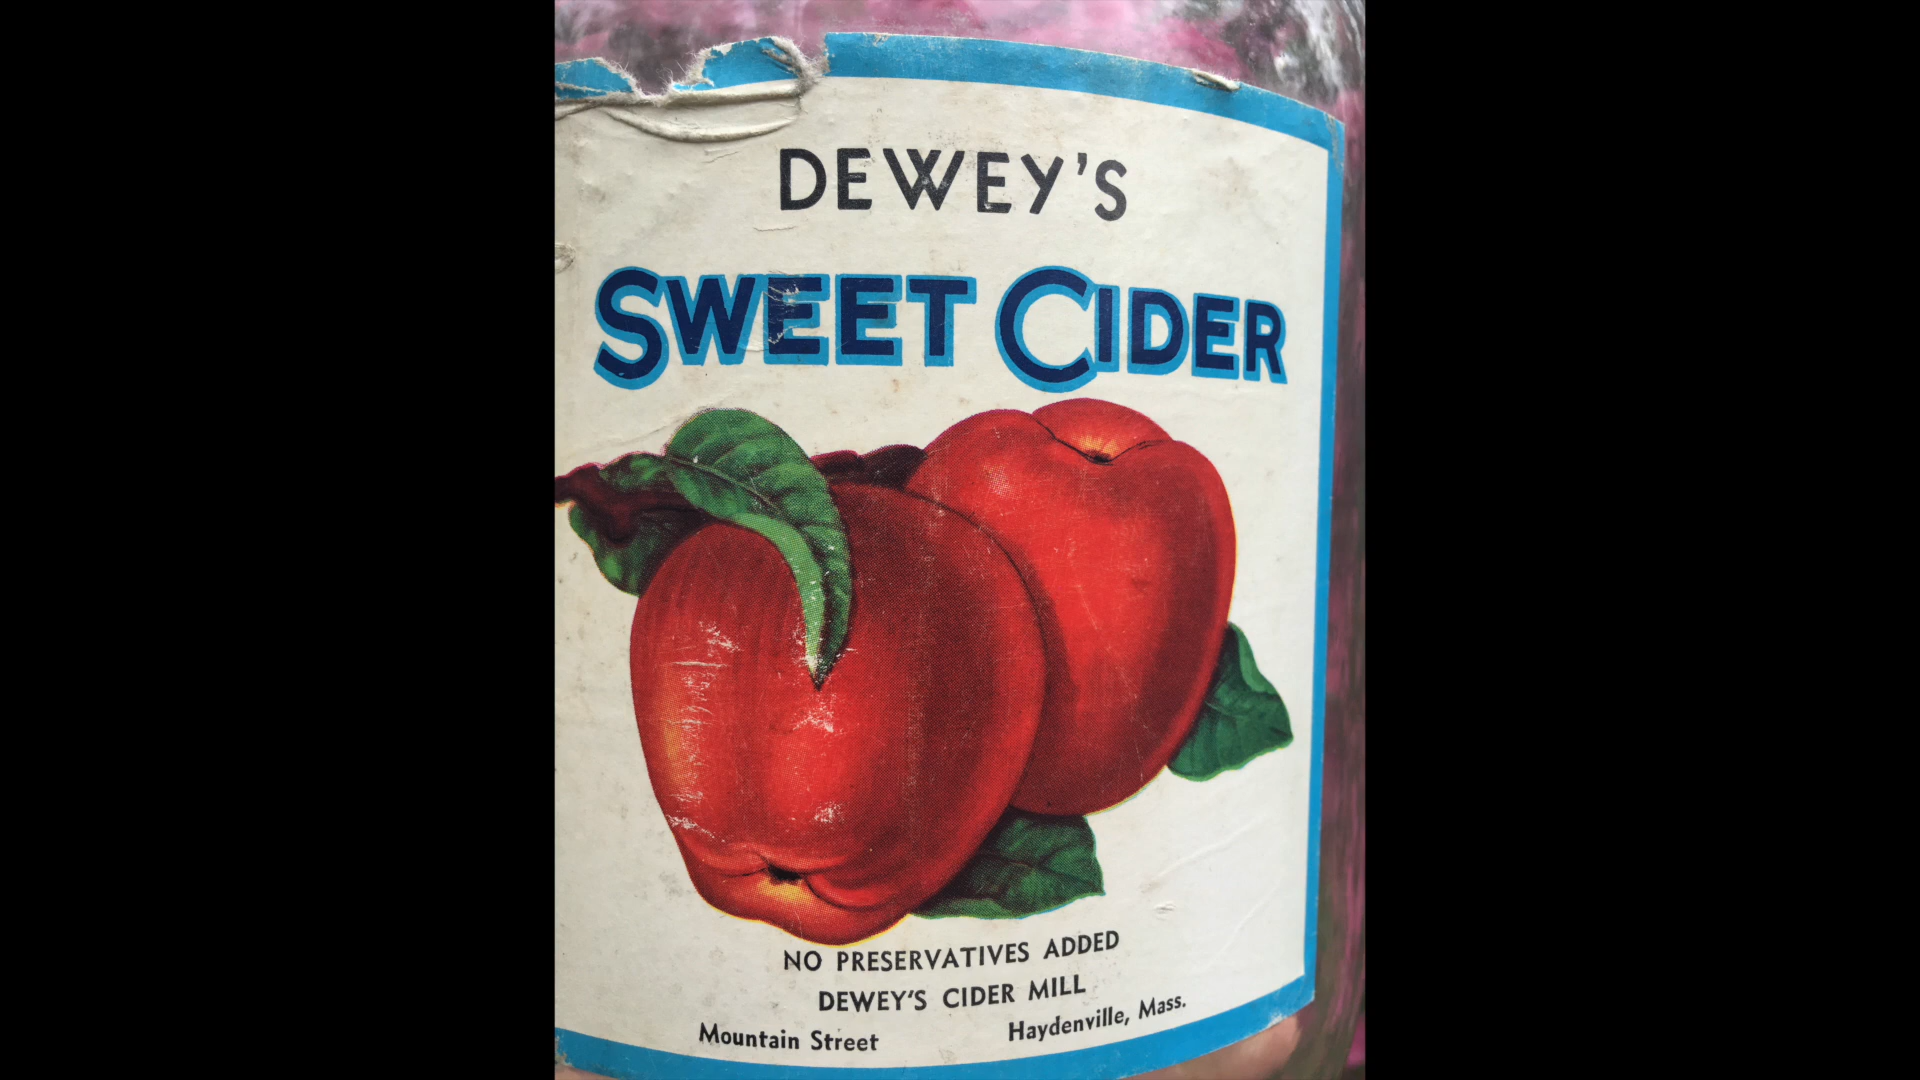 DEWEY'S
SWEET CIDER
NO PRESERVATIVES ADDED
DEWEY'S CIDER MILL
Mountain Street Haydenville, Mass.